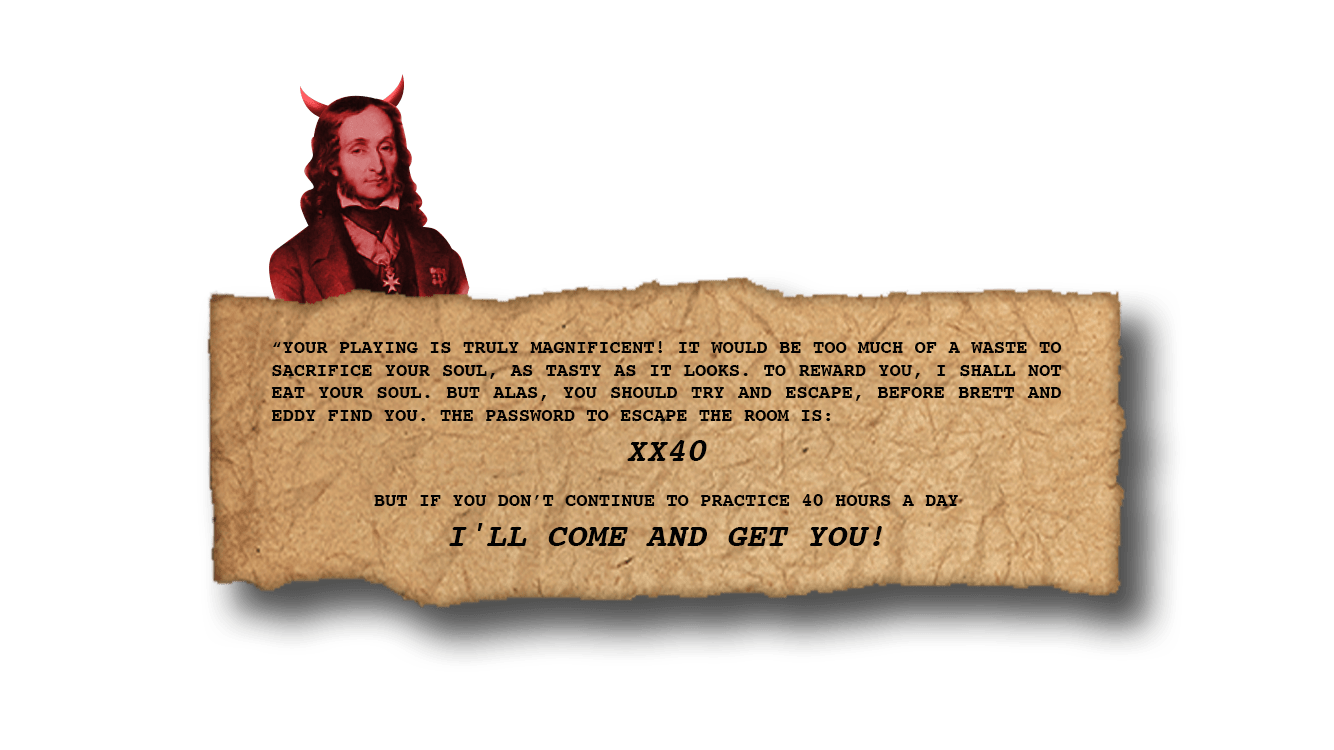 “YOUR PLAYING IS TRULY MAGNIFICENT! IT WOULD BE TOO MUCH OF A WASTE TO
SACRIFICE YOUR SOUL, AS TASTY AS IT LOOKS. TO REWARD YOU, I SHALL NOT
EAT YOUR SOUL. BUT ALAS, YOU SHOULD TRY AND ESCAPE, BEFORE BRETT AND
EDDY FIND YOU. THE PASSWORD TO ESCAPE THE ROOM IS:
XX40
BUT IF YOU DON’T CONTINUE TO PRACTICE 40 HOURS A DAY
I'LL COME AND GET YOU!